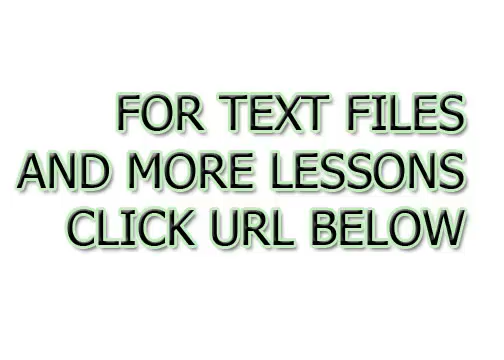 FOR TEXT FILES
AND MORE LESSONS
CLICK URL BELOW